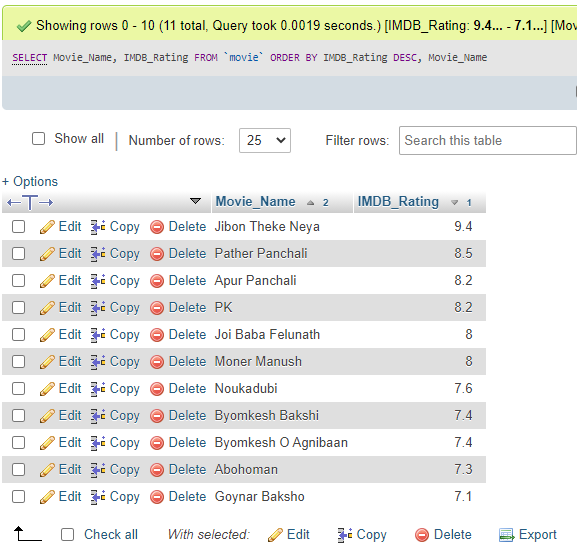 Showing rows 0 - 10 (11 total, Query took 0.0019 seconds.) [IMDB_Rating: 9.4... - 7.1...] [Mov
SELECT Movie_Name, IMDB_Rating FROM `movie` ORDER BY IMDB_Rating DESC, Movie_Name
Show all | Number of rows: 25 Filter rows: Search this table
+ Options
←T→ Movie_Name 2 IMDB_Rating 1
Edit Copy Delete Jibon Theke Neya 9.4
Edit Copy Delete Pather Panchali 8.5
Edit Copy Delete Apur Panchali 8.2
Edit Copy Delete PK 8.2
Edit Copy Delete Joi Baba Felunath 8
Edit Copy Delete Moner Manush 8
Edit Copy Delete Noukadubi 7.6
Edit Copy Delete Byomkesh Bakshi 7.4
Edit Copy Delete Byomkesh O Agnibaan 7.4
Edit Copy Delete Abohoman 7.3
Edit Copy Delete Goynar Baksho 7.1
Check all With selected: Edit Copy Delete Export